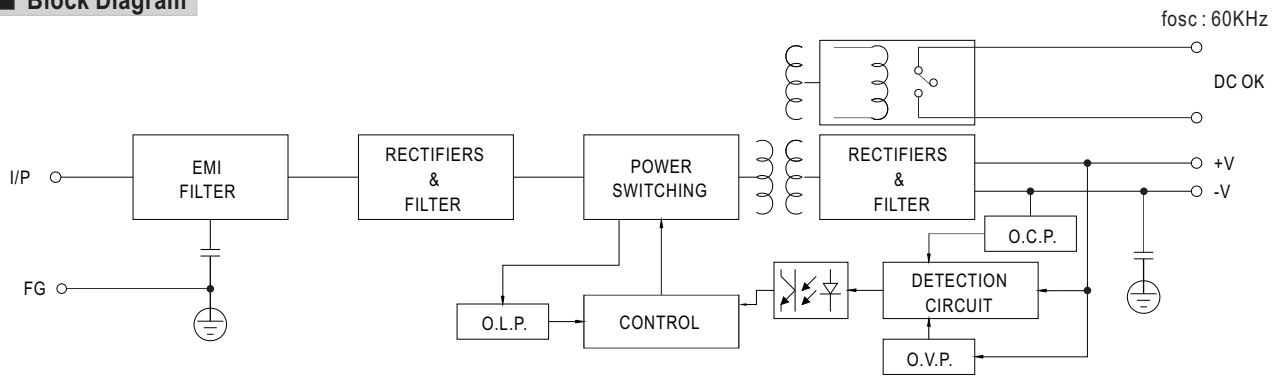 ■ Block Diagram
fosc : 60KHz
DC OK
I/P
EMI
FILTER
RECTIFIERS
&
FILTER
POWER
SWITCHING
RECTIFIERS
&
FILTER
+V
-V
O.C.P.
FG
O.L.P.
CONTROL
DETECTION
CIRCUIT
O.V.P.